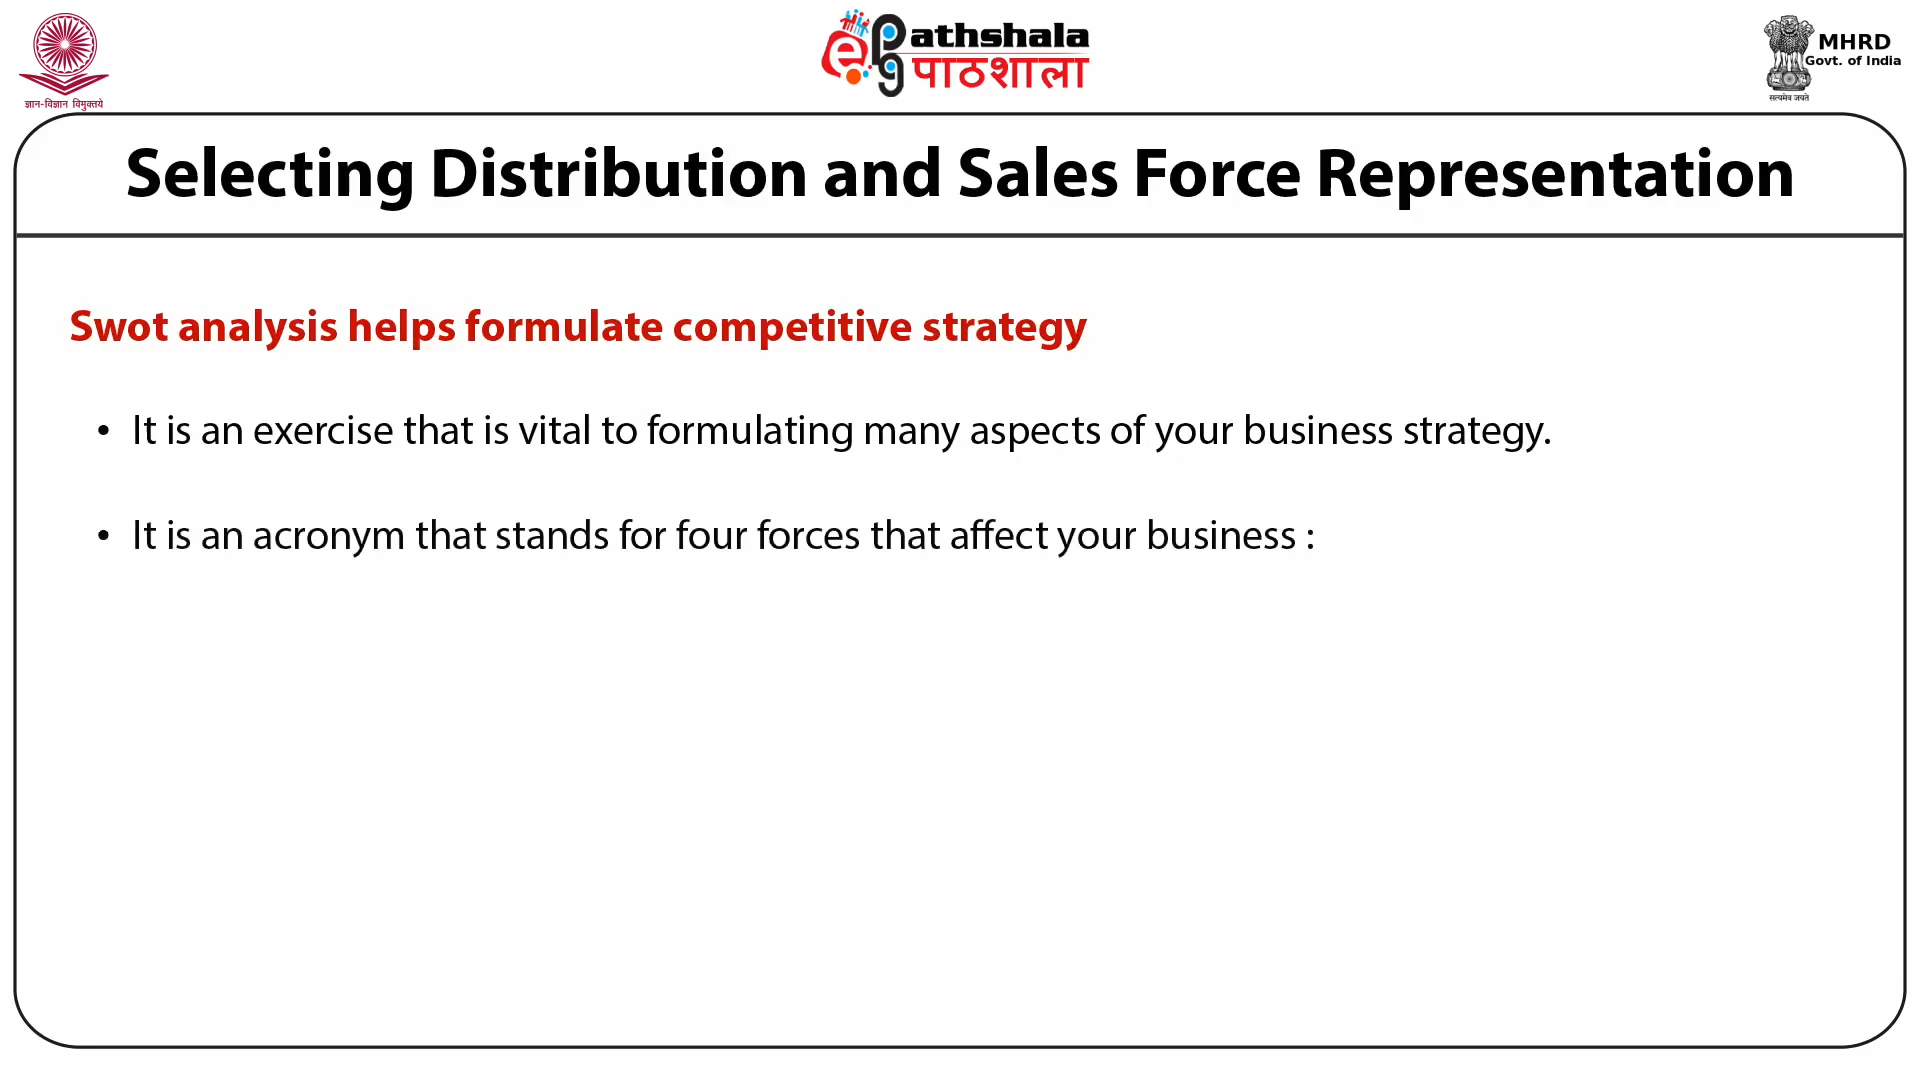 ज्ञान-विज्ञान विमुक्तये
ePathshala
पाठशाला
MHRD
Govt. of India
सत्यमेव जयते
Selecting Distribution and Sales Force Representation
Swot analysis helps formulate competitive strategy
• It is an exercise that is vital to formulating many aspects of your business strategy.
• It is an acronym that stands for four forces that affect your business :